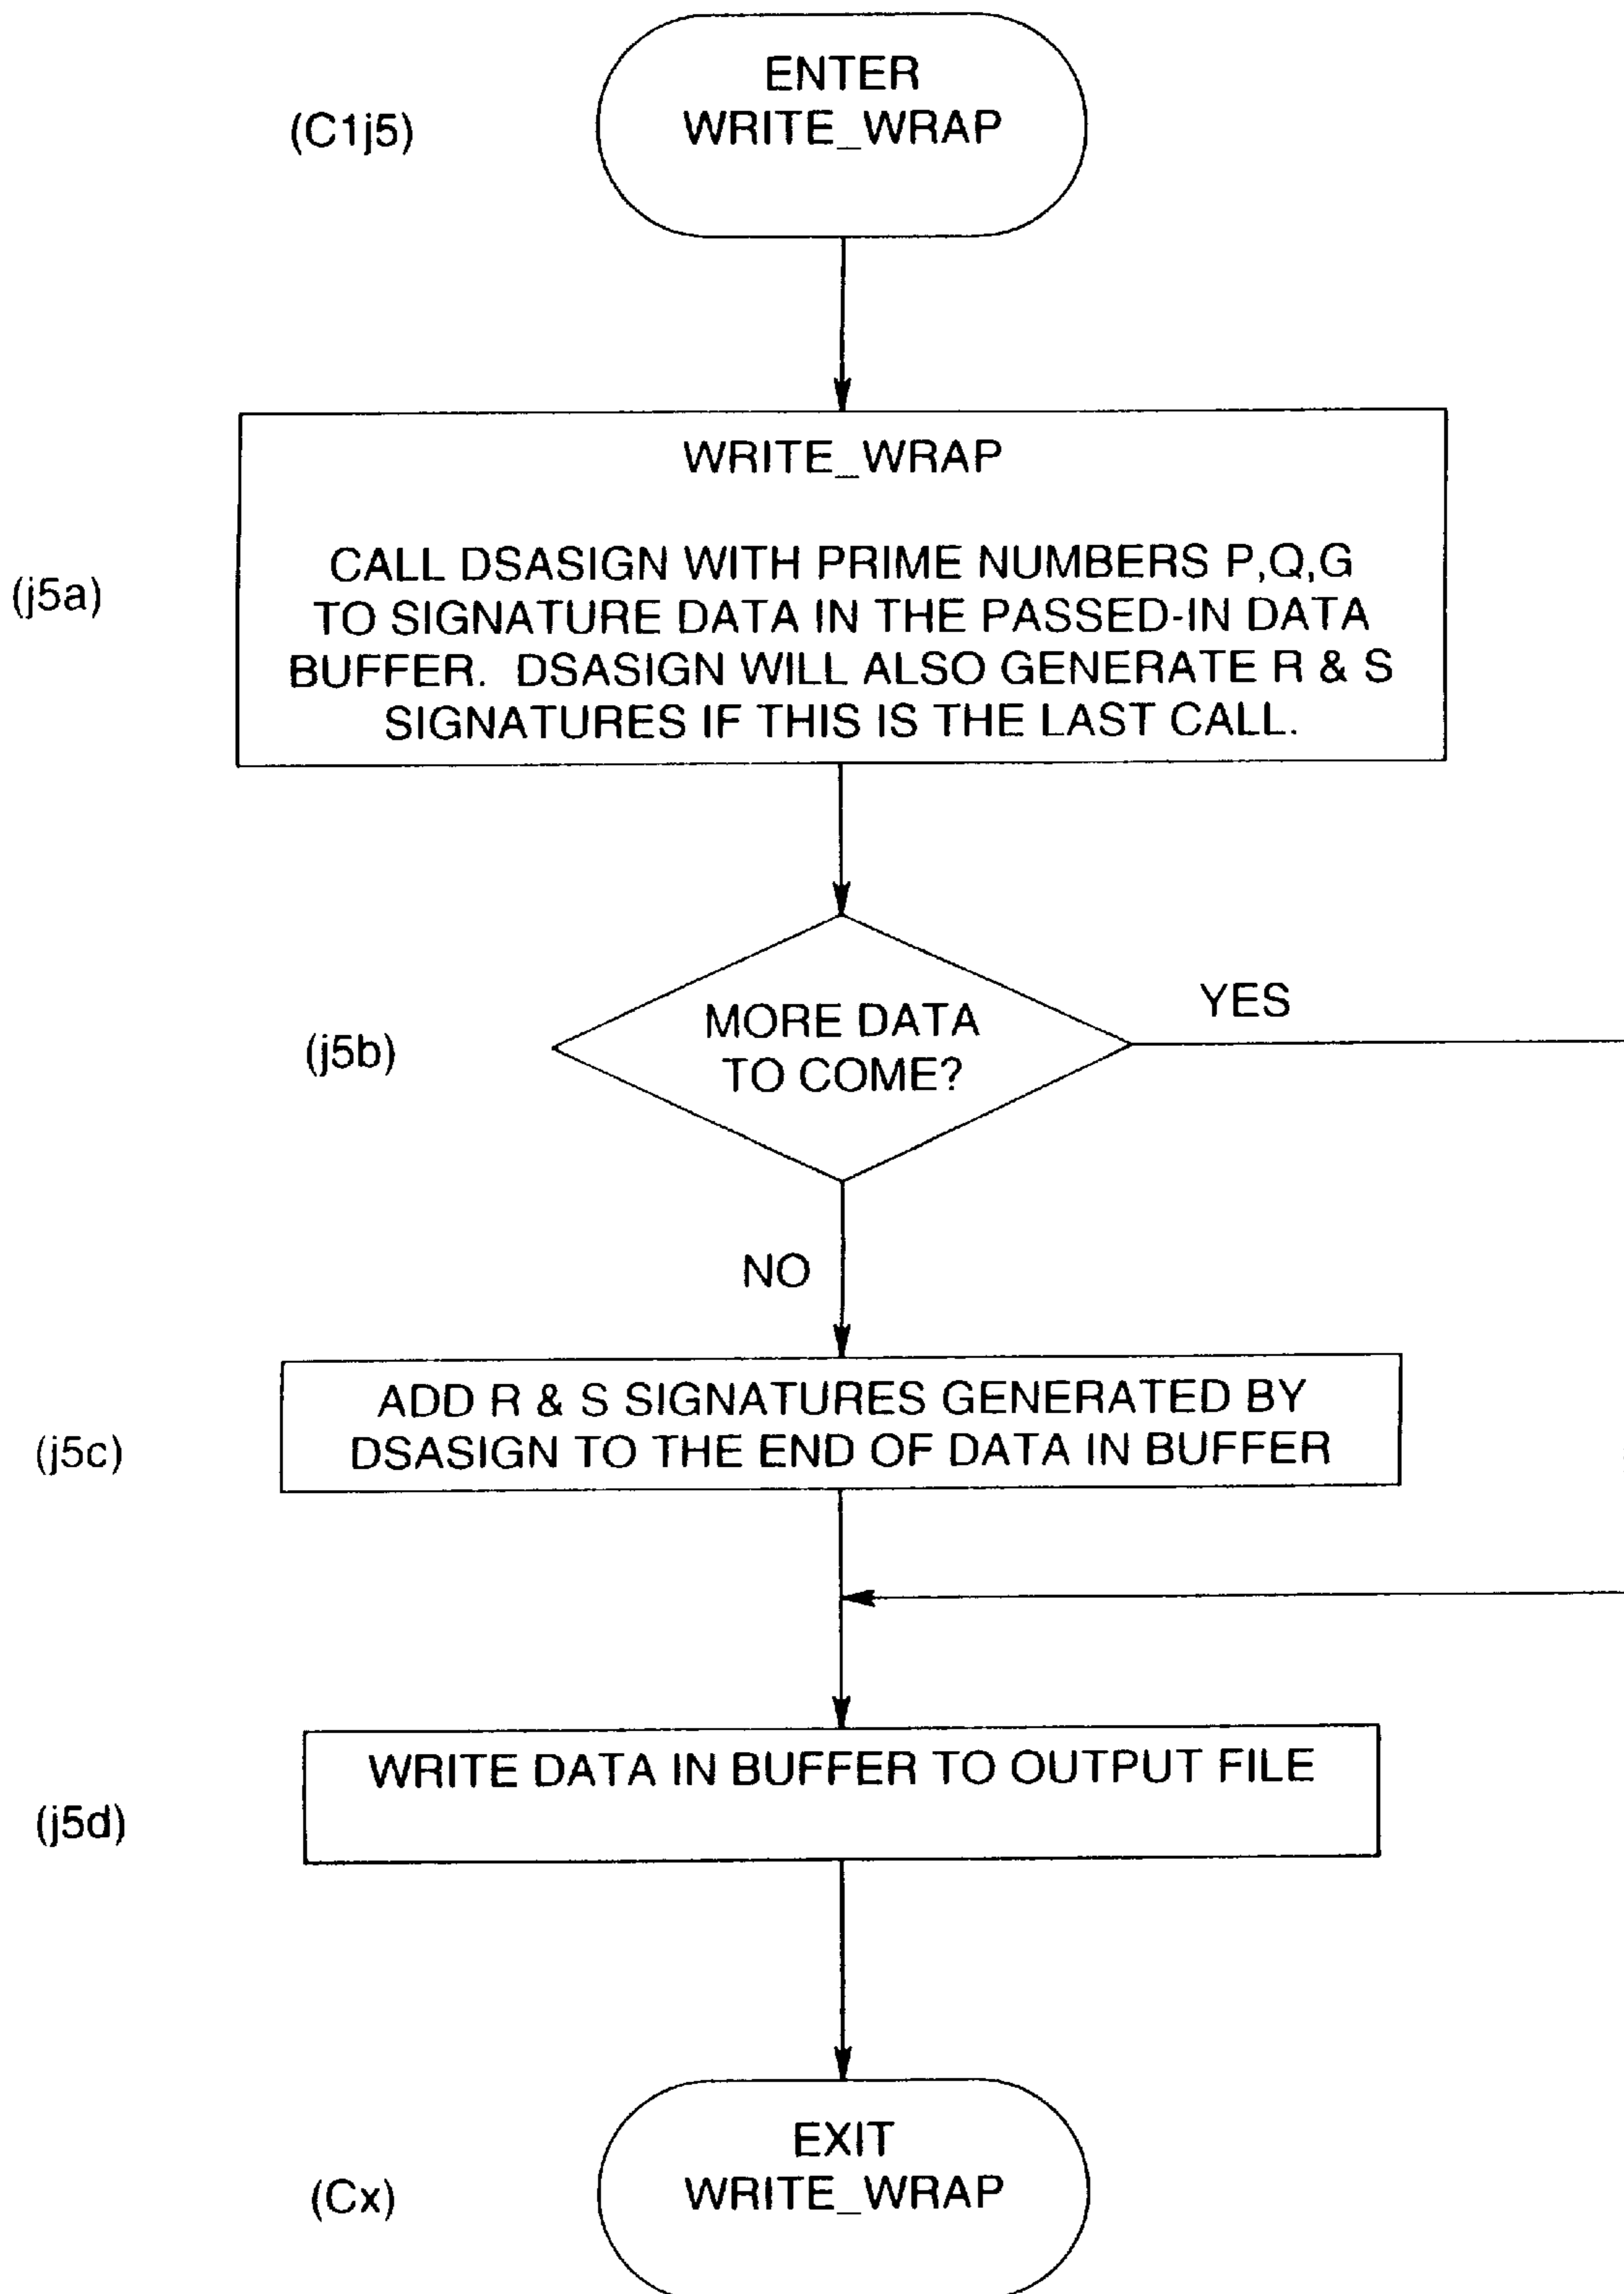 (C1j5)
ENTER
WRITE_WRAP
(j5a)
WRITE_WRAP
CALL DSASIGN WITH PRIME NUMBERS P,Q,G
TO SIGNATURE DATA IN THE PASSED-IN DATA
BUFFER. DSASIGN WILL ALSO GENERATE R & S
SIGNATURES IF THIS IS THE LAST CALL.
(j5b)
MORE DATA
TO COME?
YES
NO
(j5c)
ADD R & S SIGNATURES GENERATED BY
DSASIGN TO THE END OF DATA IN BUFFER
(j5d)
WRITE DATA IN BUFFER TO OUTPUT FILE
(Cx)
EXIT
WRITE_WRAP